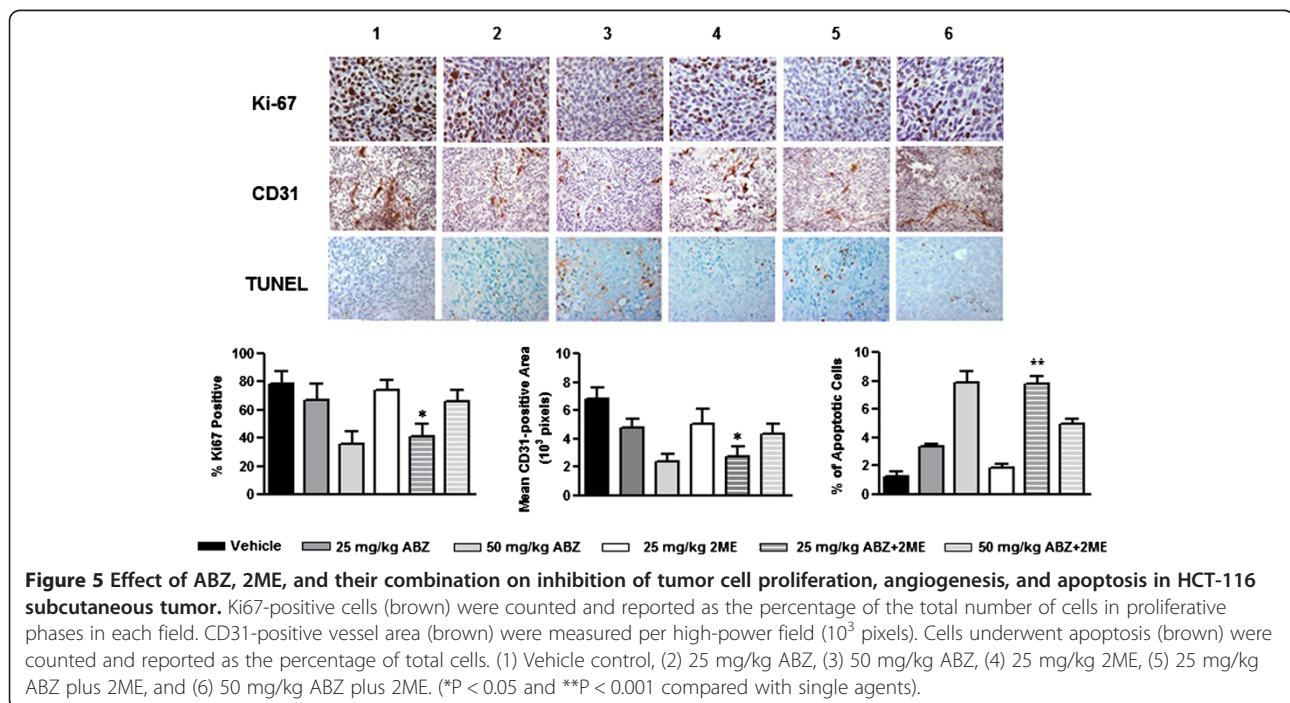 1 2 3 4 5 6
Ki-67
CD31
TUNEL
100
80
60
40
20
0
% Ki67 Positive
*
10
8
6
4
2
0
Mean CD31-positive Area
(10³ pixels)
*
10
8
6
4
2
0
% of Apoptotic Cells
**
Vehicle 25 mg/kg ABZ 50 mg/kg ABZ 25 mg/kg 2ME 25 mg/kg ABZ+2ME 50 mg/kg ABZ+2ME
Figure 5 Effect of ABZ, 2ME, and their combination on inhibition of tumor cell proliferation, angiogenesis, and apoptosis in HCT-116
subcutaneous tumor. Ki67-positive cells (brown) were counted and reported as the percentage of the total number of cells in proliferative
phases in each field. CD31-positive vessel area (brown) were measured per high-power field (10³ pixels). Cells underwent apoptosis (brown) were
counted and reported as the percentage of total cells. (1) Vehicle control, (2) 25 mg/kg ABZ, (3) 50 mg/kg ABZ, (4) 25 mg/kg 2ME, (5) 25 mg/kg
ABZ plus 2ME, and (6) 50 mg/kg ABZ plus 2ME. (*P < 0.05 and **P < 0.001 compared with single agents).